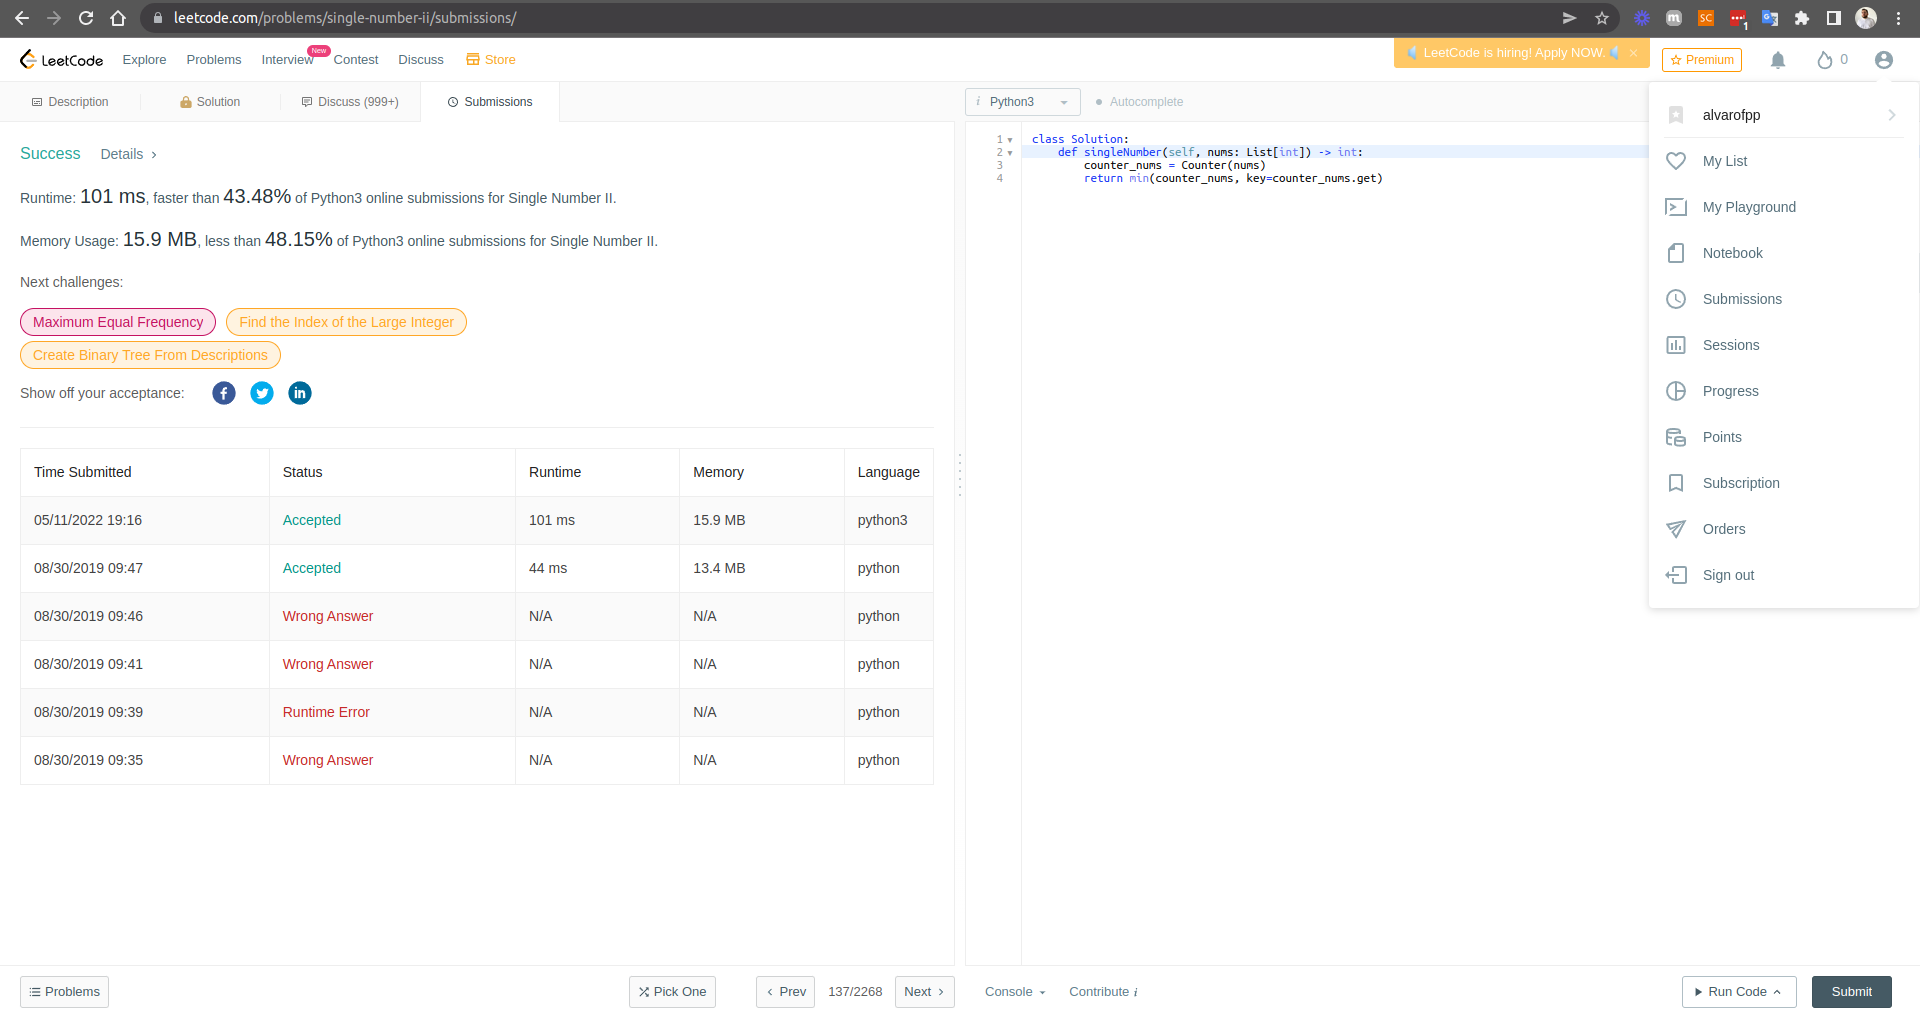 leetcode.com/problems/single-number-ii/submissions/
SC
1
LeetCode Explore Problems Interview New Contest Discuss Store
LeetCode is hiring! Apply NOW. ×
Premium 0
Description Solution Discuss (999+) Submissions
i Python3 Autocomplete
Success Details >
Runtime: 101 ms, faster than 43.48% of Python3 online submissions for Single Number II.
Memory Usage: 15.9 MB, less than 48.15% of Python3 online submissions for Single Number II.
Next challenges:
Maximum Equal Frequency Find the Index of the Large Integer
Create Binary Tree From Descriptions
Show off your acceptance: f in
Time Submitted Status Runtime Memory Language
05/11/2022 19:16 Accepted 101 ms 15.9 MB python3
08/30/2019 09:47 Accepted 44 ms 13.4 MB python
08/30/2019 09:46 Wrong Answer N/A N/A python
08/30/2019 09:41 Wrong Answer N/A N/A python
08/30/2019 09:39 Runtime Error N/A N/A python
08/30/2019 09:35 Wrong Answer N/A N/A python
1 class Solution:
2 def singleNumber(self, nums: List[int]) -> int:
3 counter_nums = Counter(nums)
4 return min(counter_nums, key=counter_nums.get)
alvarofpp
My List
My Playground
Notebook
Submissions
Sessions
Progress
Points
Subscription
Orders
Sign out
Problems Pick One < Prev 137/2268 Next > Console Contribute i Run Code Submit